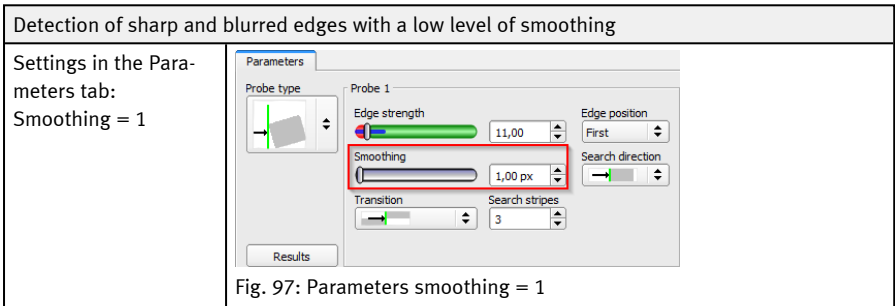 Detection of sharp and blurred edges with a low level of smoothing
Settings in the Para-
meters tab:
Smoothing = 1
Parameters
Probe type
Probe 1
Edge strength
11,00
Edge position
First
Smoothing
1,00 px
Search direction
Transition
Search stripes
3
Results
Fig. 97: Parameters smoothing = 1